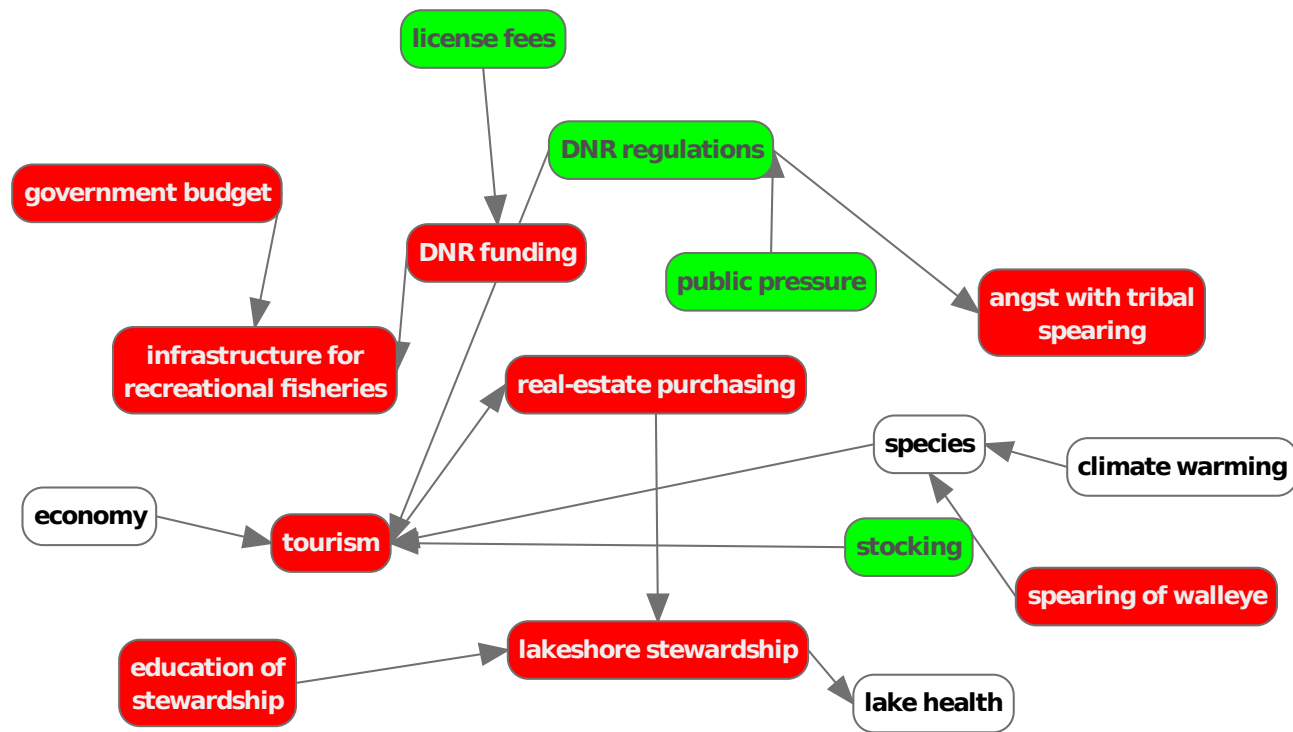 license fees
DNR regulations
government budget
DNR funding
public pressure
angst with tribal
spearing
infrastructure for
recreational fisheries
real-estate purchasing
species
climate warming
economy
tourism
stocking
spearing of walleye
lakeshore stewardship
education of
stewardship
lake health